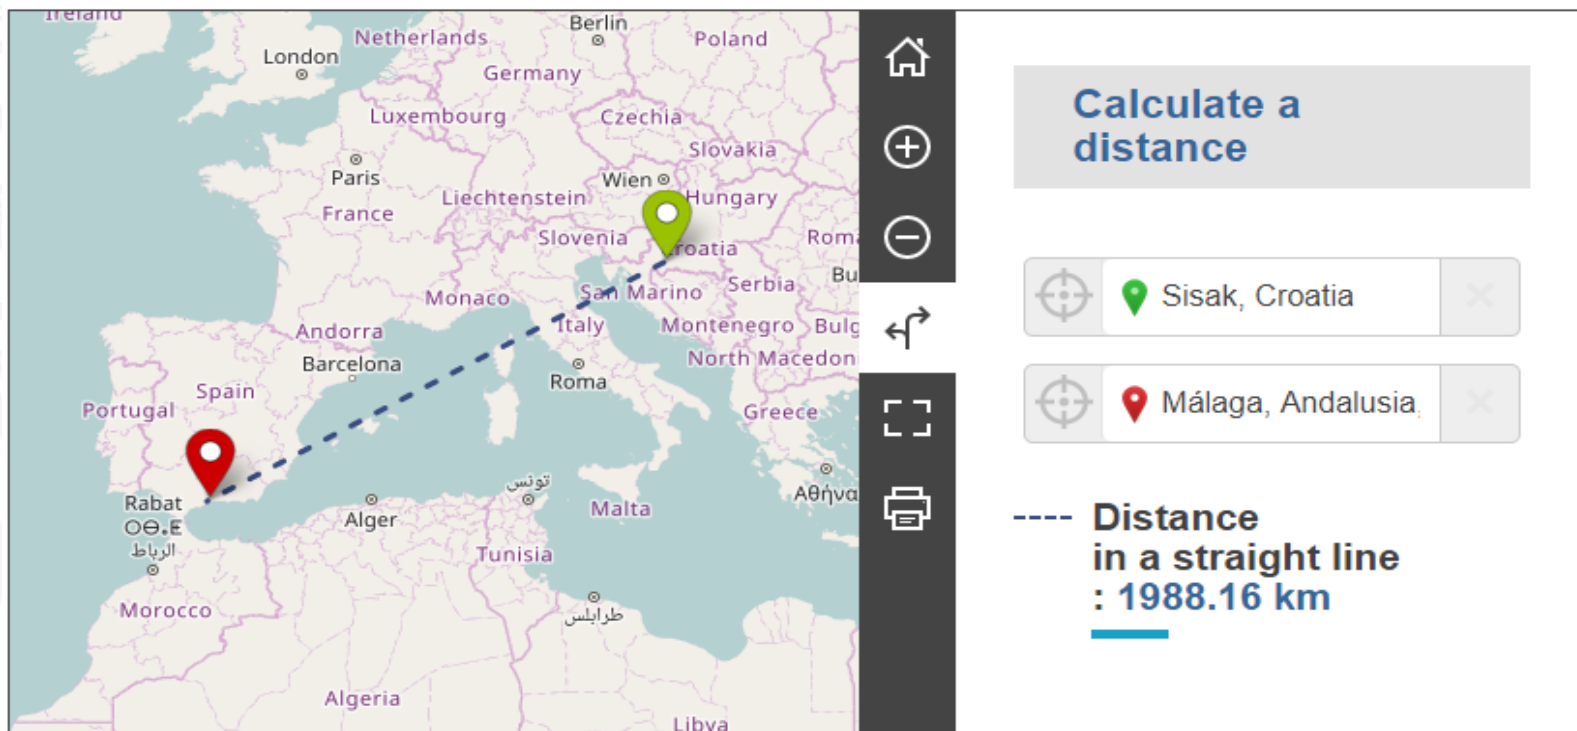 Ireland
Berlin
Netherlands
Poland
London
Germany
Luxembourg
Czechia
Slovakia
Paris
Wien
Liechtenstein
Hungary
France
Slovenia
Croatia
Roma
Bu
Monaco
San Marino
Serbia
Andorra
Italy
Montenegro
Bulg
Barcelona
North Macedon
Roma
Spain
Portugal
Greece
تونس
Αθήνα
Rabat
ⵔⴱⴰⵟ
الرباط
Alger
Malta
Tunisia
Morocco
طرابلس
Algeria
Libya
Calculate a
distance
Sisak, Croatia
Málaga, Andalusia,
Distance
in a straight line
: 1988.16 km